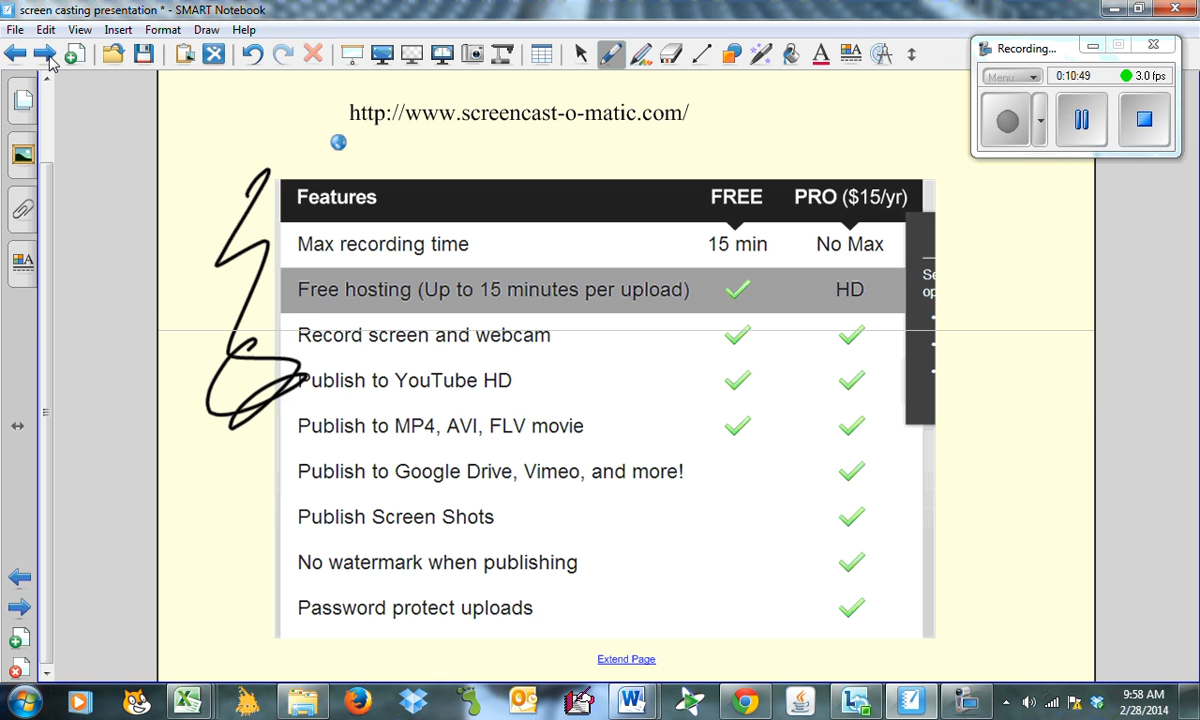 screen casting presentation * - SMART Notebook
File Edit View Insert Format Draw Help
Recording...
Menu 0:10:49 3.0 fps
http://www.screencast-o-matic.com/
Features FREE PRO ($15/yr)
Max recording time 15 min No Max
Free hosting (Up to 15 minutes per upload) HD
Se
op
Record screen and webcam
Publish to YouTube HD
Publish to MP4, AVI, FLV movie
Publish to Google Drive, Vimeo, and more!
Publish Screen Shots
No watermark when publishing
Password protect uploads
Extend Page
9:58 AM
2/28/2014